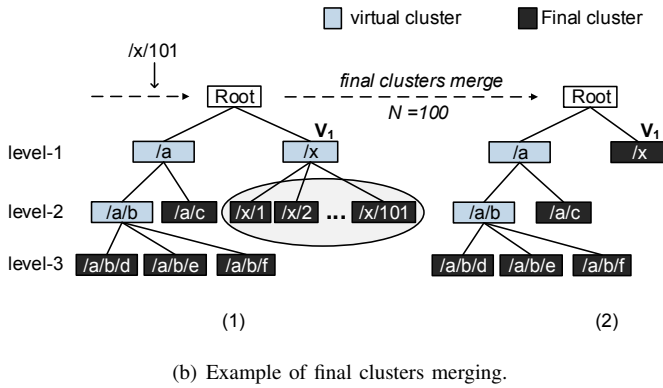 virtual cluster
Final cluster
/x/101
final clusters merge
N =100
Root
Root
V1
V1
level-1
/a
/x
/a
/x
level-2
/a/b
/a/c
/x/1
/x/2
...
/x/101
/a/b
/a/c
level-3
/a/b/d
/a/b/e
/a/b/f
/a/b/d
/a/b/e
/a/b/f
(1)
(2)
(b) Example of final clusters merging.